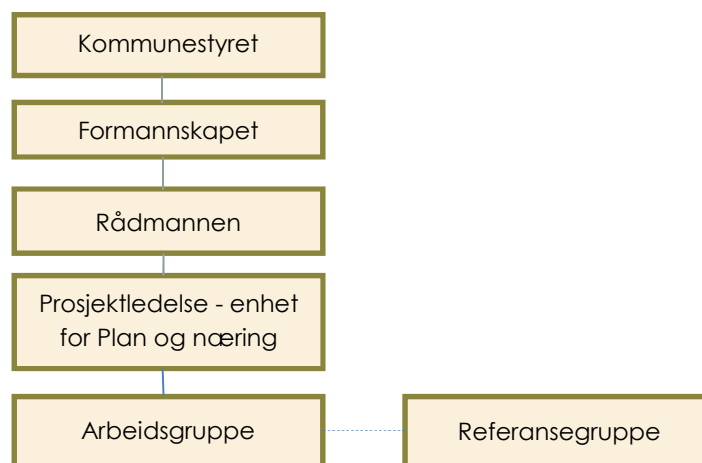 Kommunestyret
Formannskapet
Rådmannen
Prosjektledelse - enhet
for Plan og næring
Arbeidsgruppe
Referansegruppe